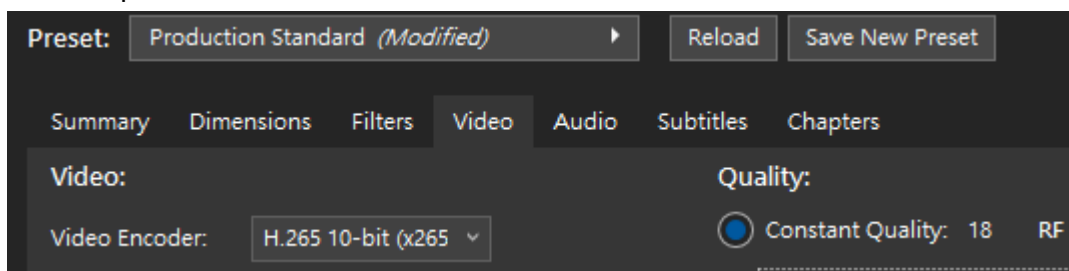 Preset: Production Standard (Modified) Reload Save New Preset
Summary Dimensions Filters Video Audio Subtitles Chapters
Video: Quality:
Video Encoder: H.265 10-bit (x265 Constant Quality: 18 RF